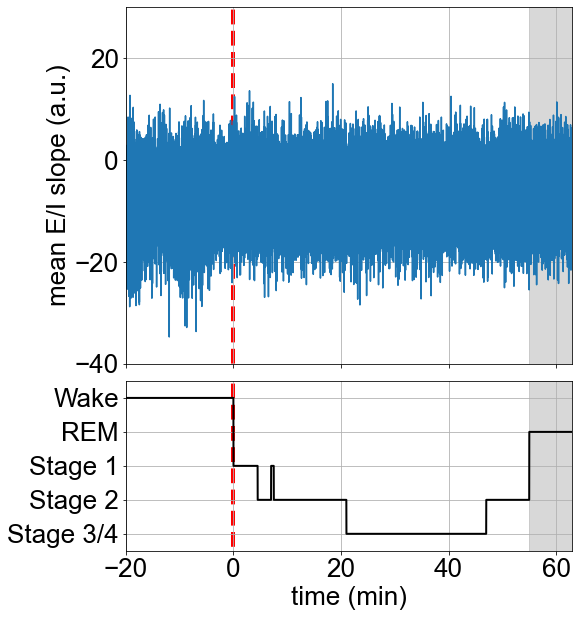 mean E/I slope (a.u.)
20
0
−20
−40
Wake
REM
Stage 1
Stage 2
Stage 3/4
−20 0 20 40 60
time (min)